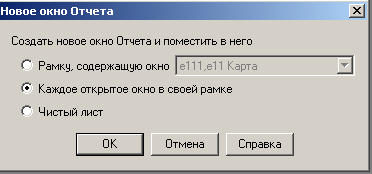 Новое окно Отчета
Создать новое окно Отчета и поместить в него
Рамку, содержащую окно e111,e11 Карта
Каждое открытое окно в своей рамке
Чистый лист
OK Отмена Справка